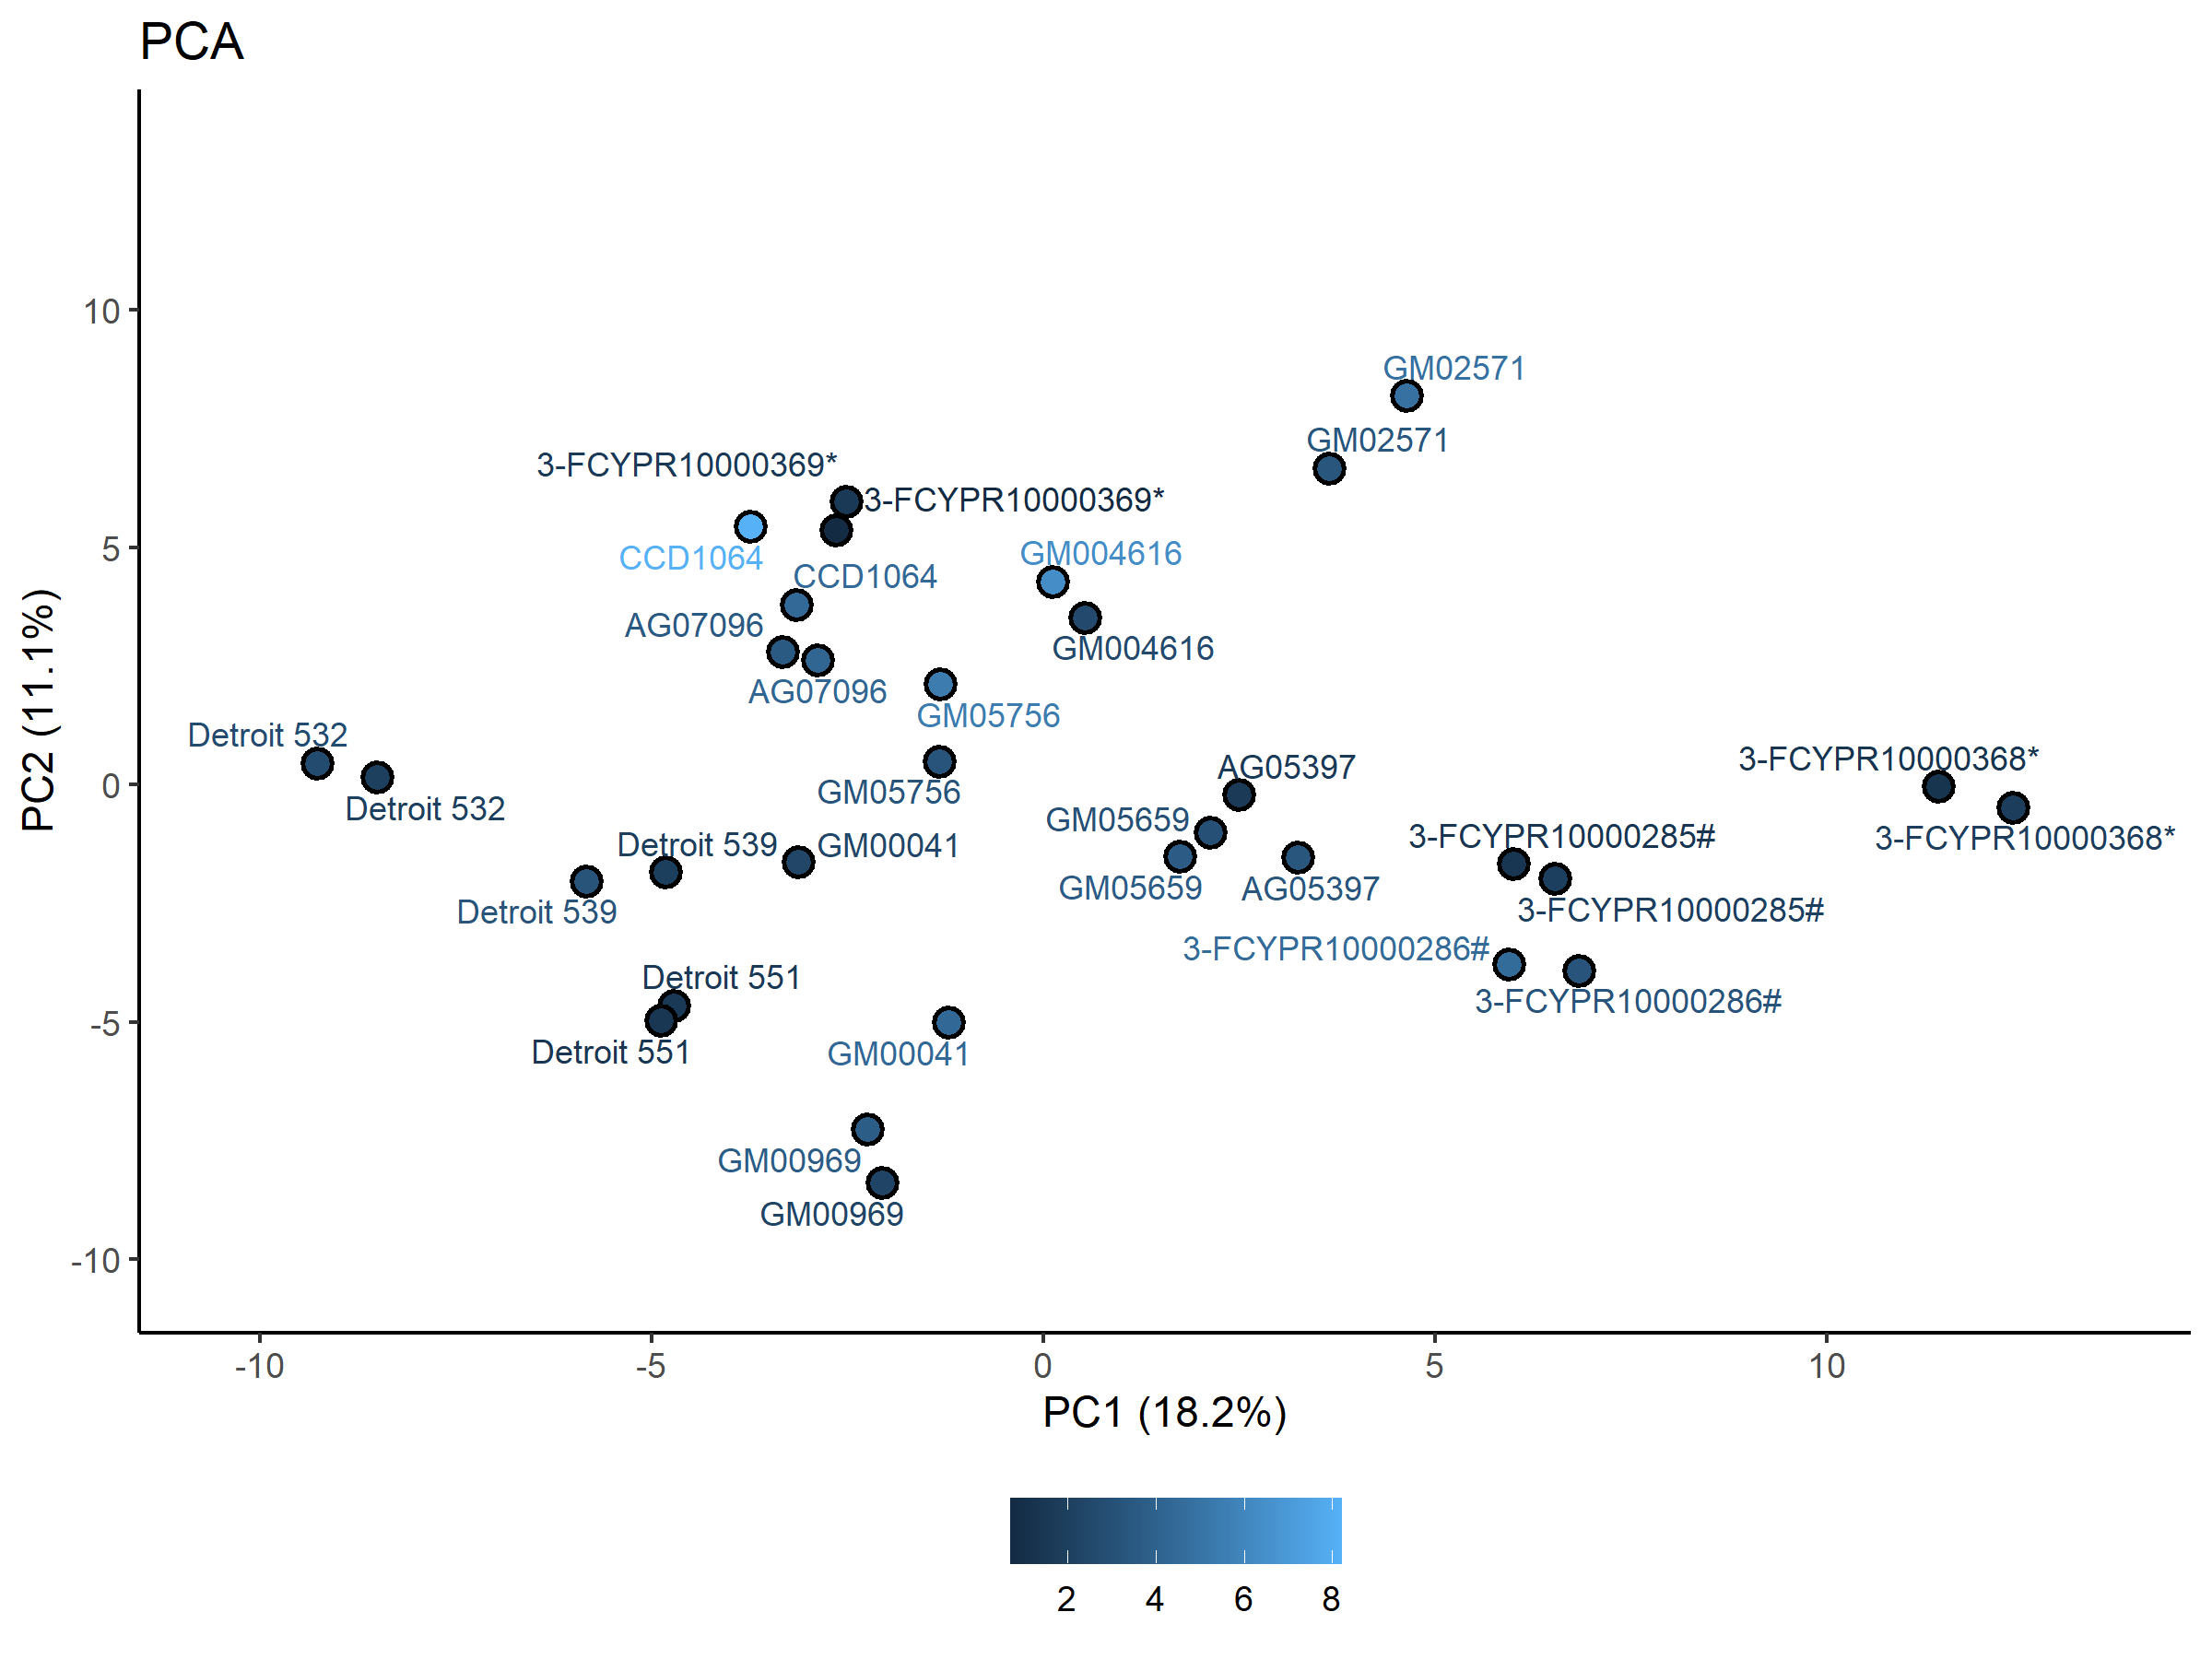 PCA
10
5
0
-5
-10
PC2 (11.1%)
GM02571
GM02571
3-FCYPR10000369*
3-FCYPR10000369*
CCD1064
GM004616
CCD1064
AG07096
GM004616
AG07096
GM05756
Detroit 532
3-FCYPR10000368*
AG05397
GM05756
Detroit 532
GM05659
3-FCYPR10000285#
3-FCYPR10000368*
Detroit 539
GM00041
GM05659
AG05397
Detroit 539
3-FCYPR10000285#
3-FCYPR10000286#
Detroit 551
3-FCYPR10000286#
Detroit 551
GM00041
GM00969
GM00969
-10 -5 0 5 10
PC1 (18.2%)
2 4 6 8